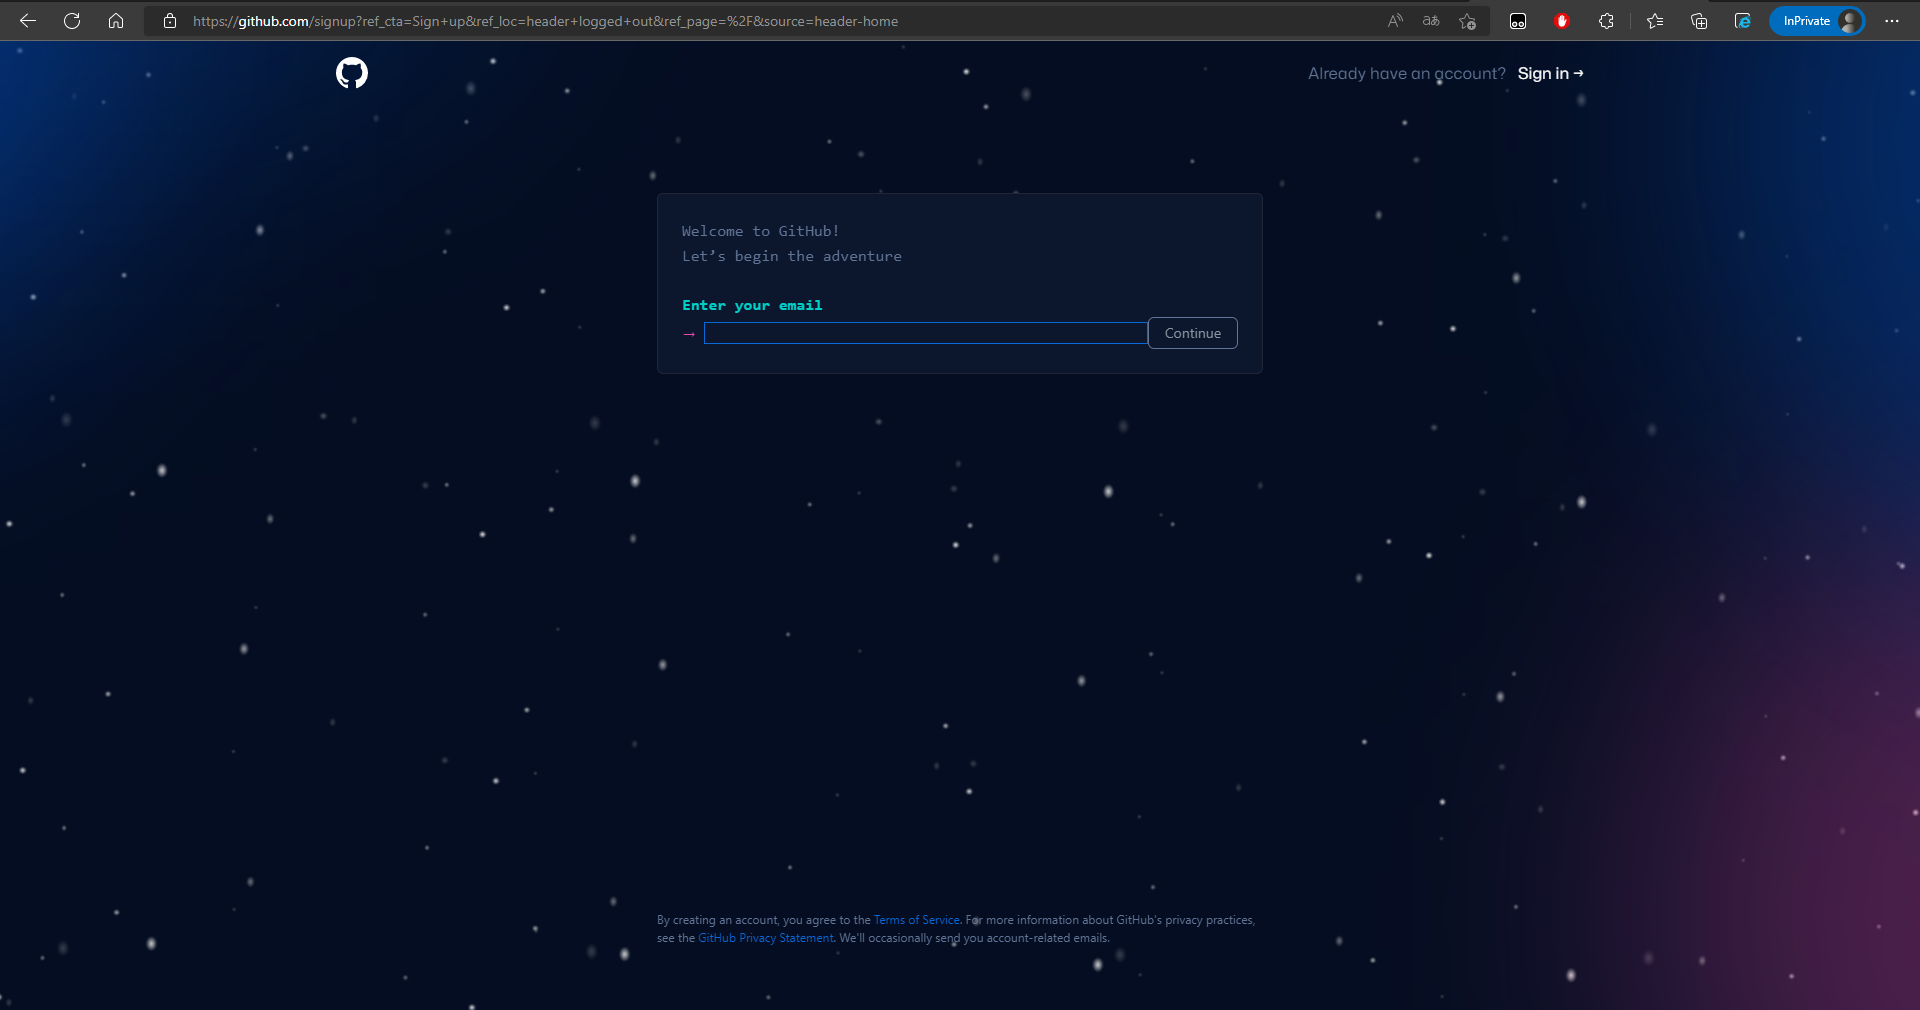 https://github.com/signup?ref_cta=Sign+up&ref_loc=header+logged+out&ref_page=%2F&source=header-home
InPrivate
Already have an account? Sign in →
Welcome to GitHub!
Let’s begin the adventure
Enter your email
→
Continue
By creating an account, you agree to the Terms of Service. For more information about GitHub's privacy practices,
see the GitHub Privacy Statement. We'll occasionally send you account-related emails.